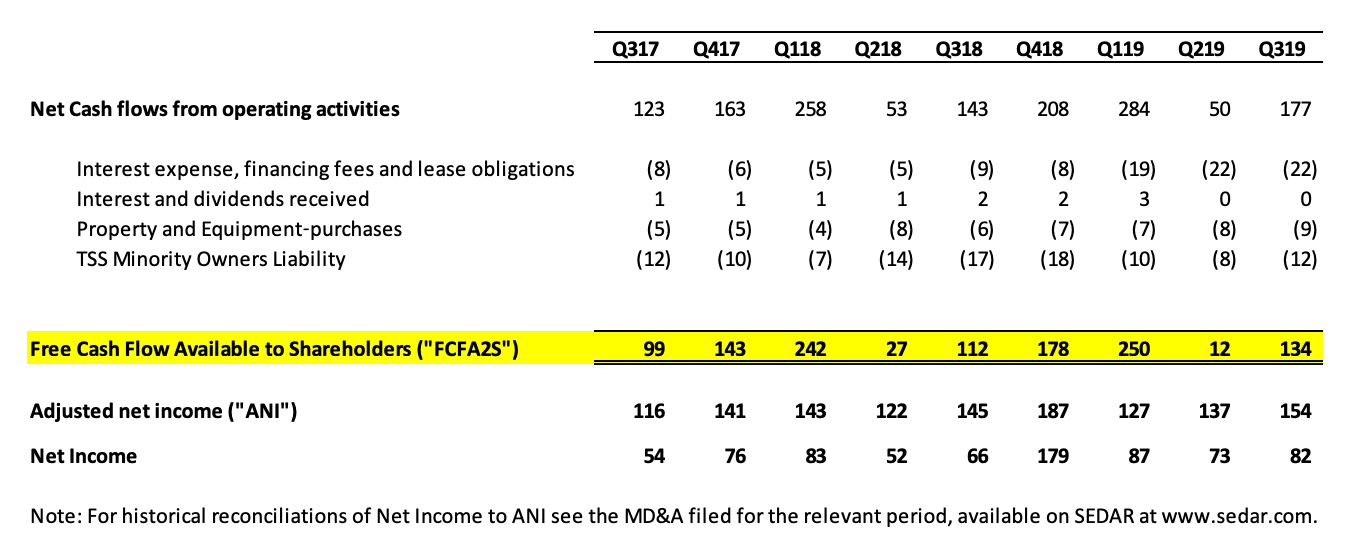 Q317 Q417 Q118 Q218 Q318 Q418 Q119 Q219 Q319
Net Cash flows from operating activities 123 163 258 53 143 208 284 50 177
Interest expense, financing fees and lease obligations (8) (6) (5) (5) (9) (8) (19) (22) (22)
Interest and dividends received 1 1 1 1 2 2 3 0 0
Property and Equipment-purchases (5) (5) (4) (8) (6) (7) (7) (8) (9)
TSS Minority Owners Liability (12) (10) (7) (14) (17) (18) (10) (8) (12)
Free Cash Flow Available to Shareholders ("FCFA2S") 99 143 242 27 112 178 250 12 134
Adjusted net income ("ANI") 116 141 143 122 145 187 127 137 154
Net Income 54 76 83 52 66 179 87 73 82
Note: For historical reconciliations of Net Income to ANI see the MD&A filed for the relevant period, available on SEDAR at www.sedar.com.